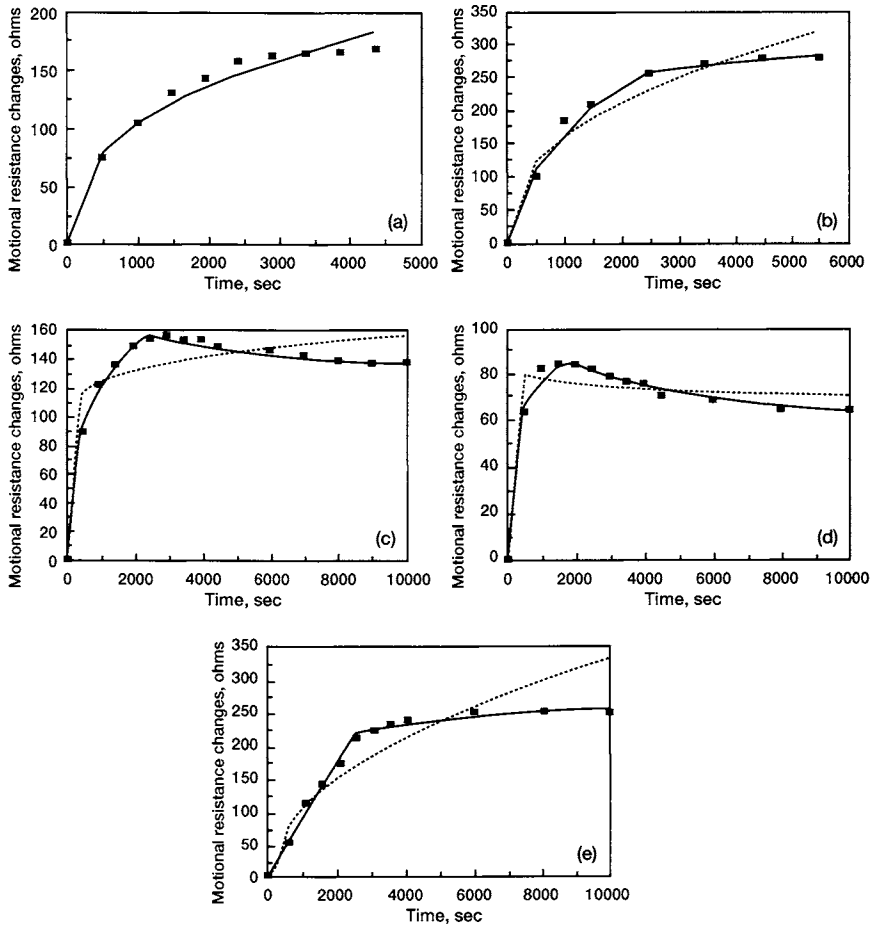 Motional resistance changes, ohms
200
150
100
50
0
0 1000 2000 3000 4000 5000
Time, sec
(a)
Motional resistance changes, ohms
350
300
250
200
150
100
50
0
0 1000 2000 3000 4000 5000 6000
Time, sec
(b)
Motional resistance changes, ohms
160
140
120
100
80
60
40
20
0
0 2000 4000 6000 8000 10000
Time, sec
(c)
Motional resistance changes, ohms
100
80
60
40
20
0
0 2000 4000 6000 8000 10000
Time, sec
(d)
Motional resistance changes, ohms
350
300
250
200
150
100
50
0
0 2000 4000 6000 8000 10000
Time, sec
(e)